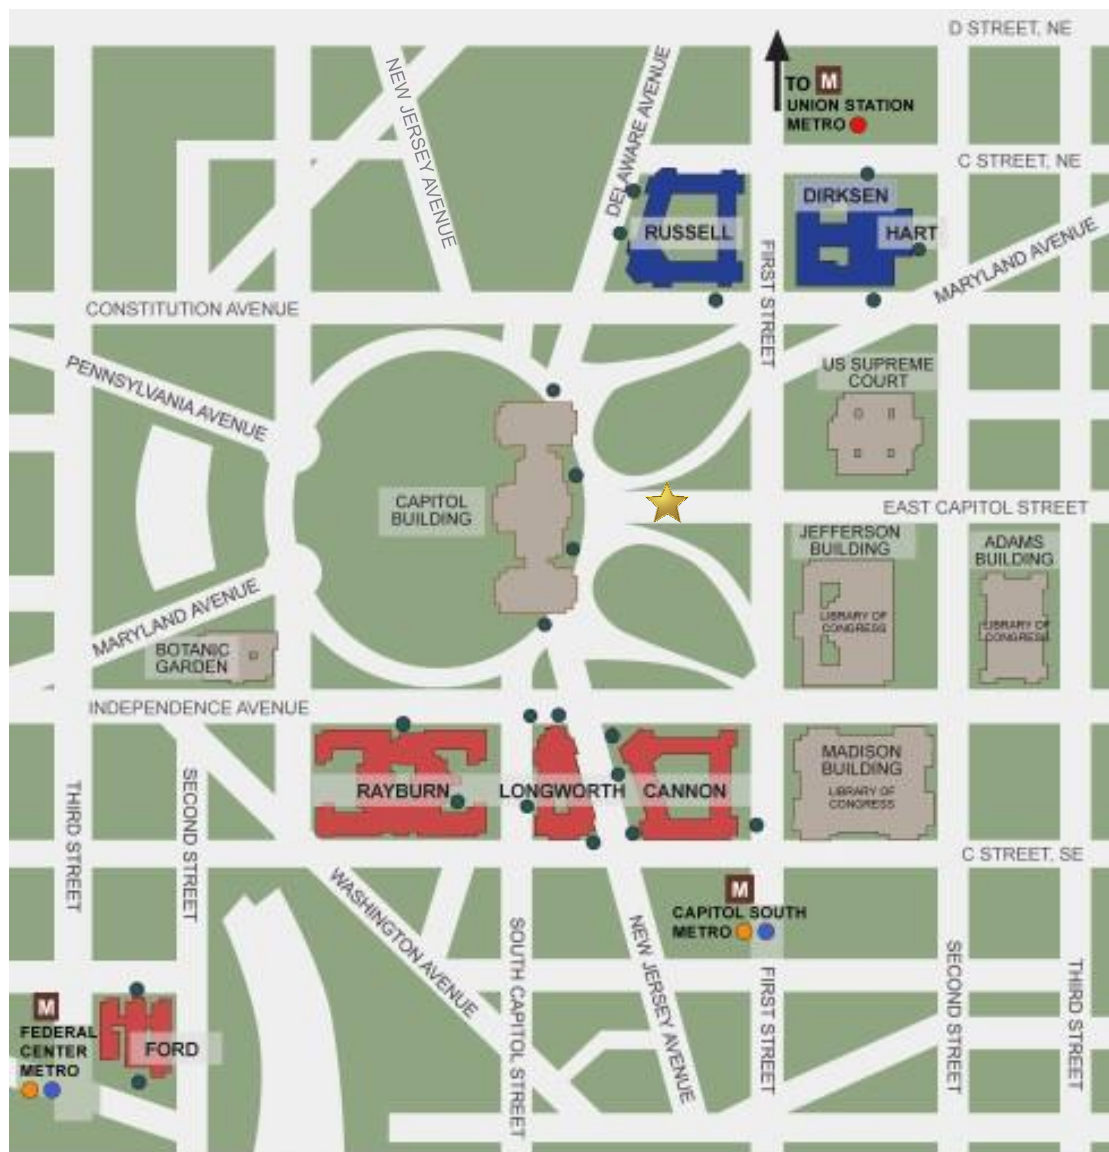 D STREET, NE
NEW JERSEY AVENUE
DELAWARE AVENUE
TO M
UNION STATION
METRO
C STREET, NE
DIRKSEN
RUSSELL
HART
MARYLAND AVENUE
FIRST STREET
CONSTITUTION AVENUE
PENNSYLVANIA AVENUE
US SUPREME
COURT
CAPITOL
BUILDING
EAST CAPITOL STREET
JEFFERSON
BUILDING
ADAMS
BUILDING
LIBRARY OF
CONGRESS
LIBRARY OF
CONGRESS
MARYLAND AVENUE
BOTANIC
GARDEN
INDEPENDENCE AVENUE
RAYBURN
LONGWORTH
CANNON
MADISON
BUILDING
LIBRARY OF
CONGRESS
THIRD STREET
SECOND STREET
C STREET, SE
WASHINGTON AVENUE
M
CAPITOL SOUTH
METRO
SOUTH CAPITOL STREET
NEW JERSEY AVENUE
FIRST STREET
SECOND STREET
THIRD STREET
M
FEDERAL
CENTER
METRO
FORD